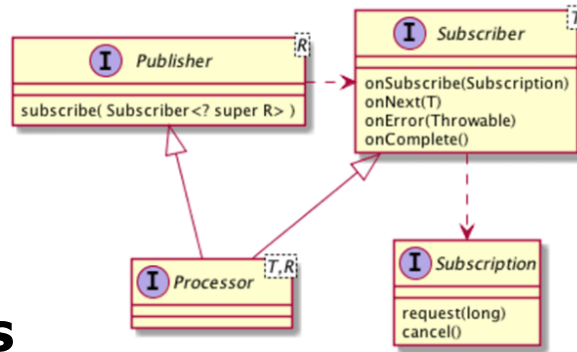 I Publisher
R
subscribe( Subscriber<? super R> )
I Subscriber
T
onSubscribe(Subscription)
onNext(T)
onError(Throwable)
onComplete()
I Processor
T,R
I Subscription
request(long)
cancel()
s